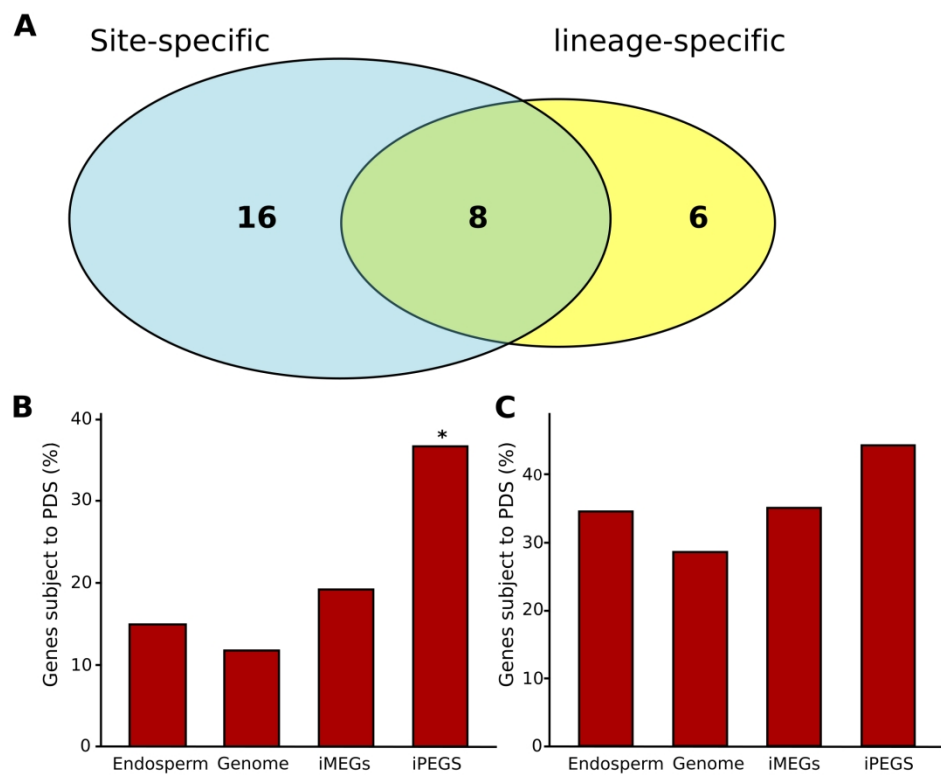 A
Site-specific
lineage-specific
16
8
6
B
Genes subject to PDS (%)
40
30
20
10
0
*
Endosperm Genome iMEGs iPEGS
C
Genes subject to PDS (%)
40
30
20
10
0
Endosperm Genome iMEGs iPEGS